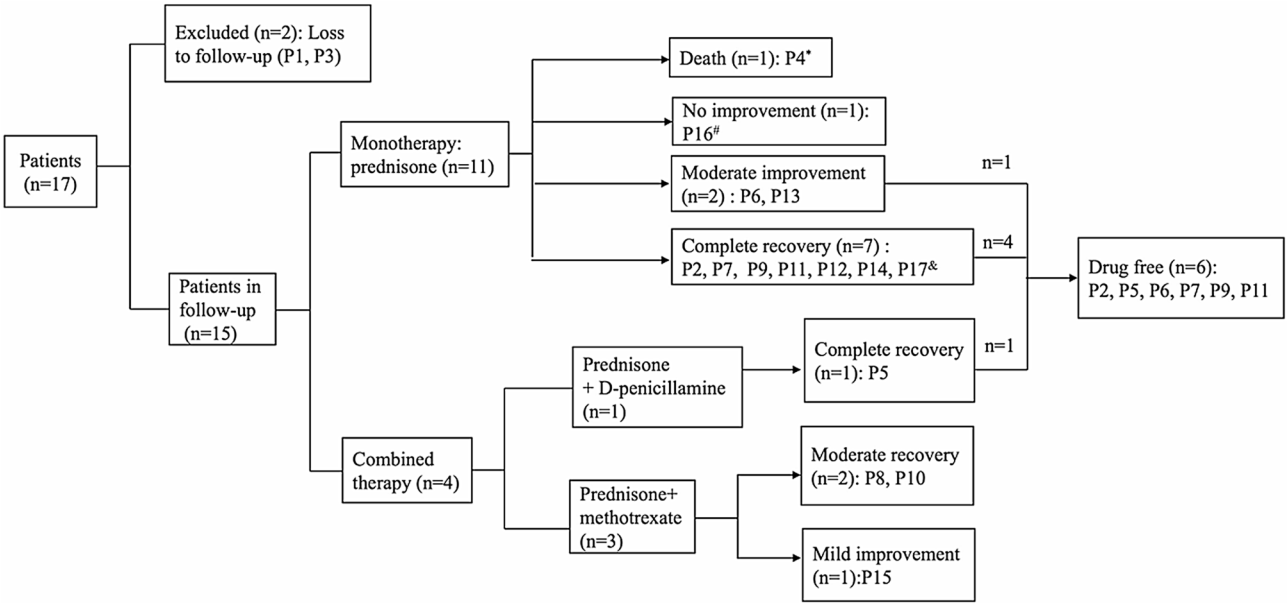 Patients
(n=17)
Excluded (n=2): Loss
to follow-up (P1, P3)
Patients in
follow-up
(n=15)
Monotherapy:
prednisone (n=11)
Death (n=1): P4*
No improvement (n=1):
P16#
Moderate improvement
(n=2) : P6, P13
n=1
Complete recovery (n=7) :
P2, P7, P9, P11, P12, P14, P17&
n=4
Drug free (n=6):
P2, P5, P6, P7, P9, P11
Combined
therapy (n=4)
Prednisone
+ D-penicillamine
(n=1)
Complete recovery
(n=1): P5
n=1
Prednisone+
methotrexate
(n=3)
Moderate recovery
(n=2): P8, P10
Mild improvement
(n=1):P15